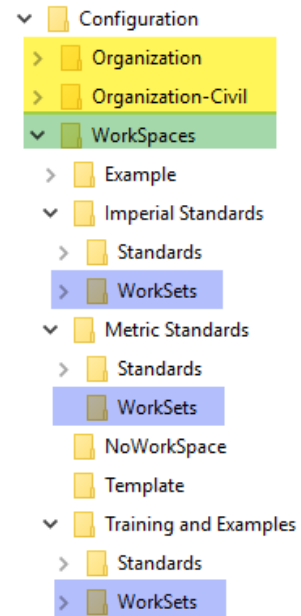 Configuration
Organization
Organization-Civil
WorkSpaces
Example
Imperial Standards
Standards
WorkSets
Metric Standards
Standards
WorkSets
NoWorkSpace
Template
Training and Examples
Standards
WorkSets